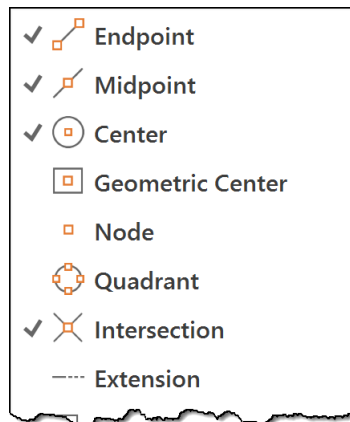 Endpoint
Midpoint
Center
Geometric Center
Node
Quadrant
Intersection
Extension